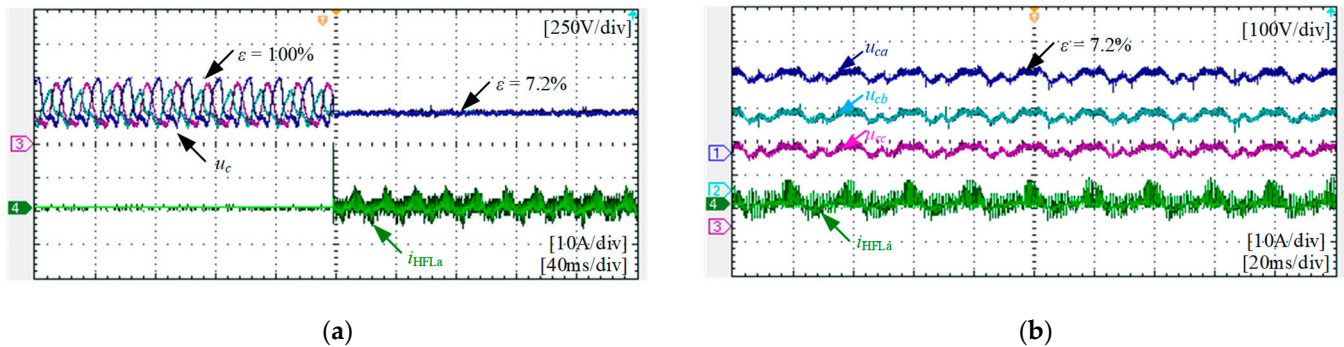 [250V/div]
ε = 100%
ε = 7.2%
3
u_c
4
i_HFLa
[10A/div]
[40ms/div]
(a)
[100V/div]
u_ca
ε = 7.2%
u_cb
u_cc
1
2
4
3
i_HFLa
[10A/div]
[20ms/div]
(b)